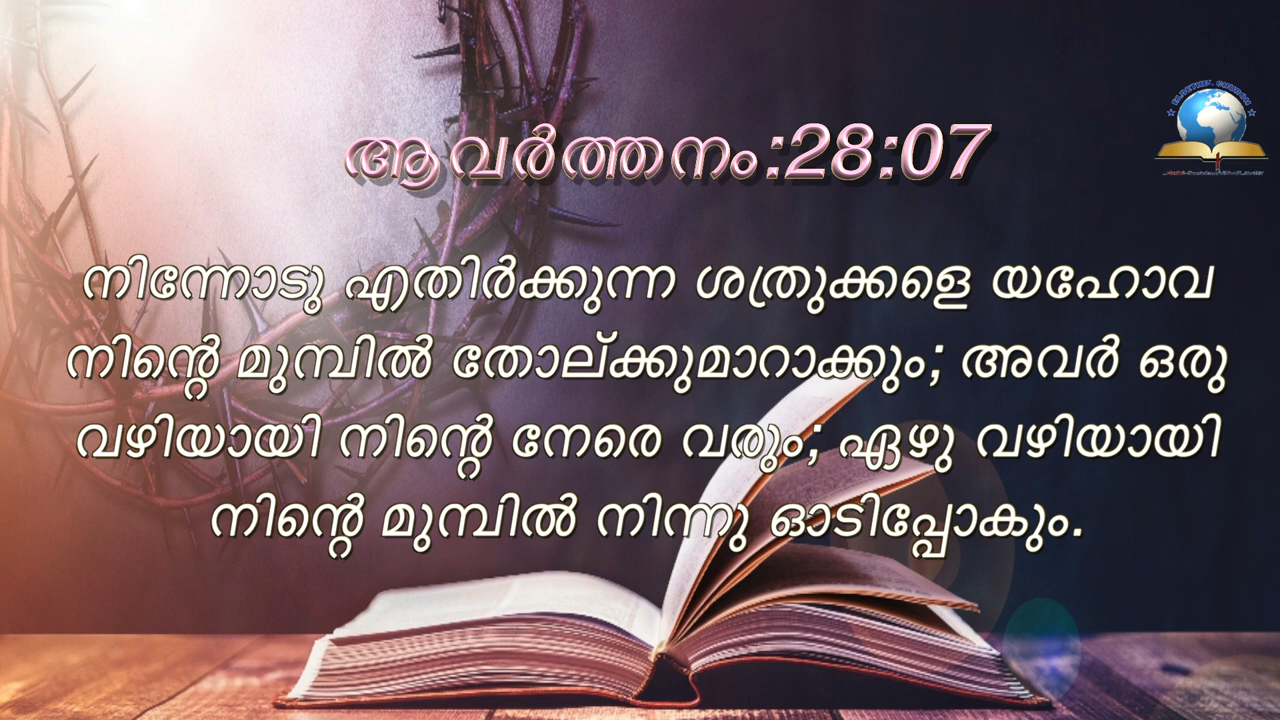 ആവർത്തനം:28:07
നിന്നോടു എതിർക്കുന്ന ശത്രുക്കളെ യഹോവ
നിന്റെ മുമ്പിൽ തോല്ക്കുമാറാക്കും; അവർ ഒരു
വഴിയായി നിന്റെ നേരെ വരും; ഏഴു വഴിയായി
നിന്റെ മുമ്പിൽ നിന്നു ഓടിപ്പോകും.